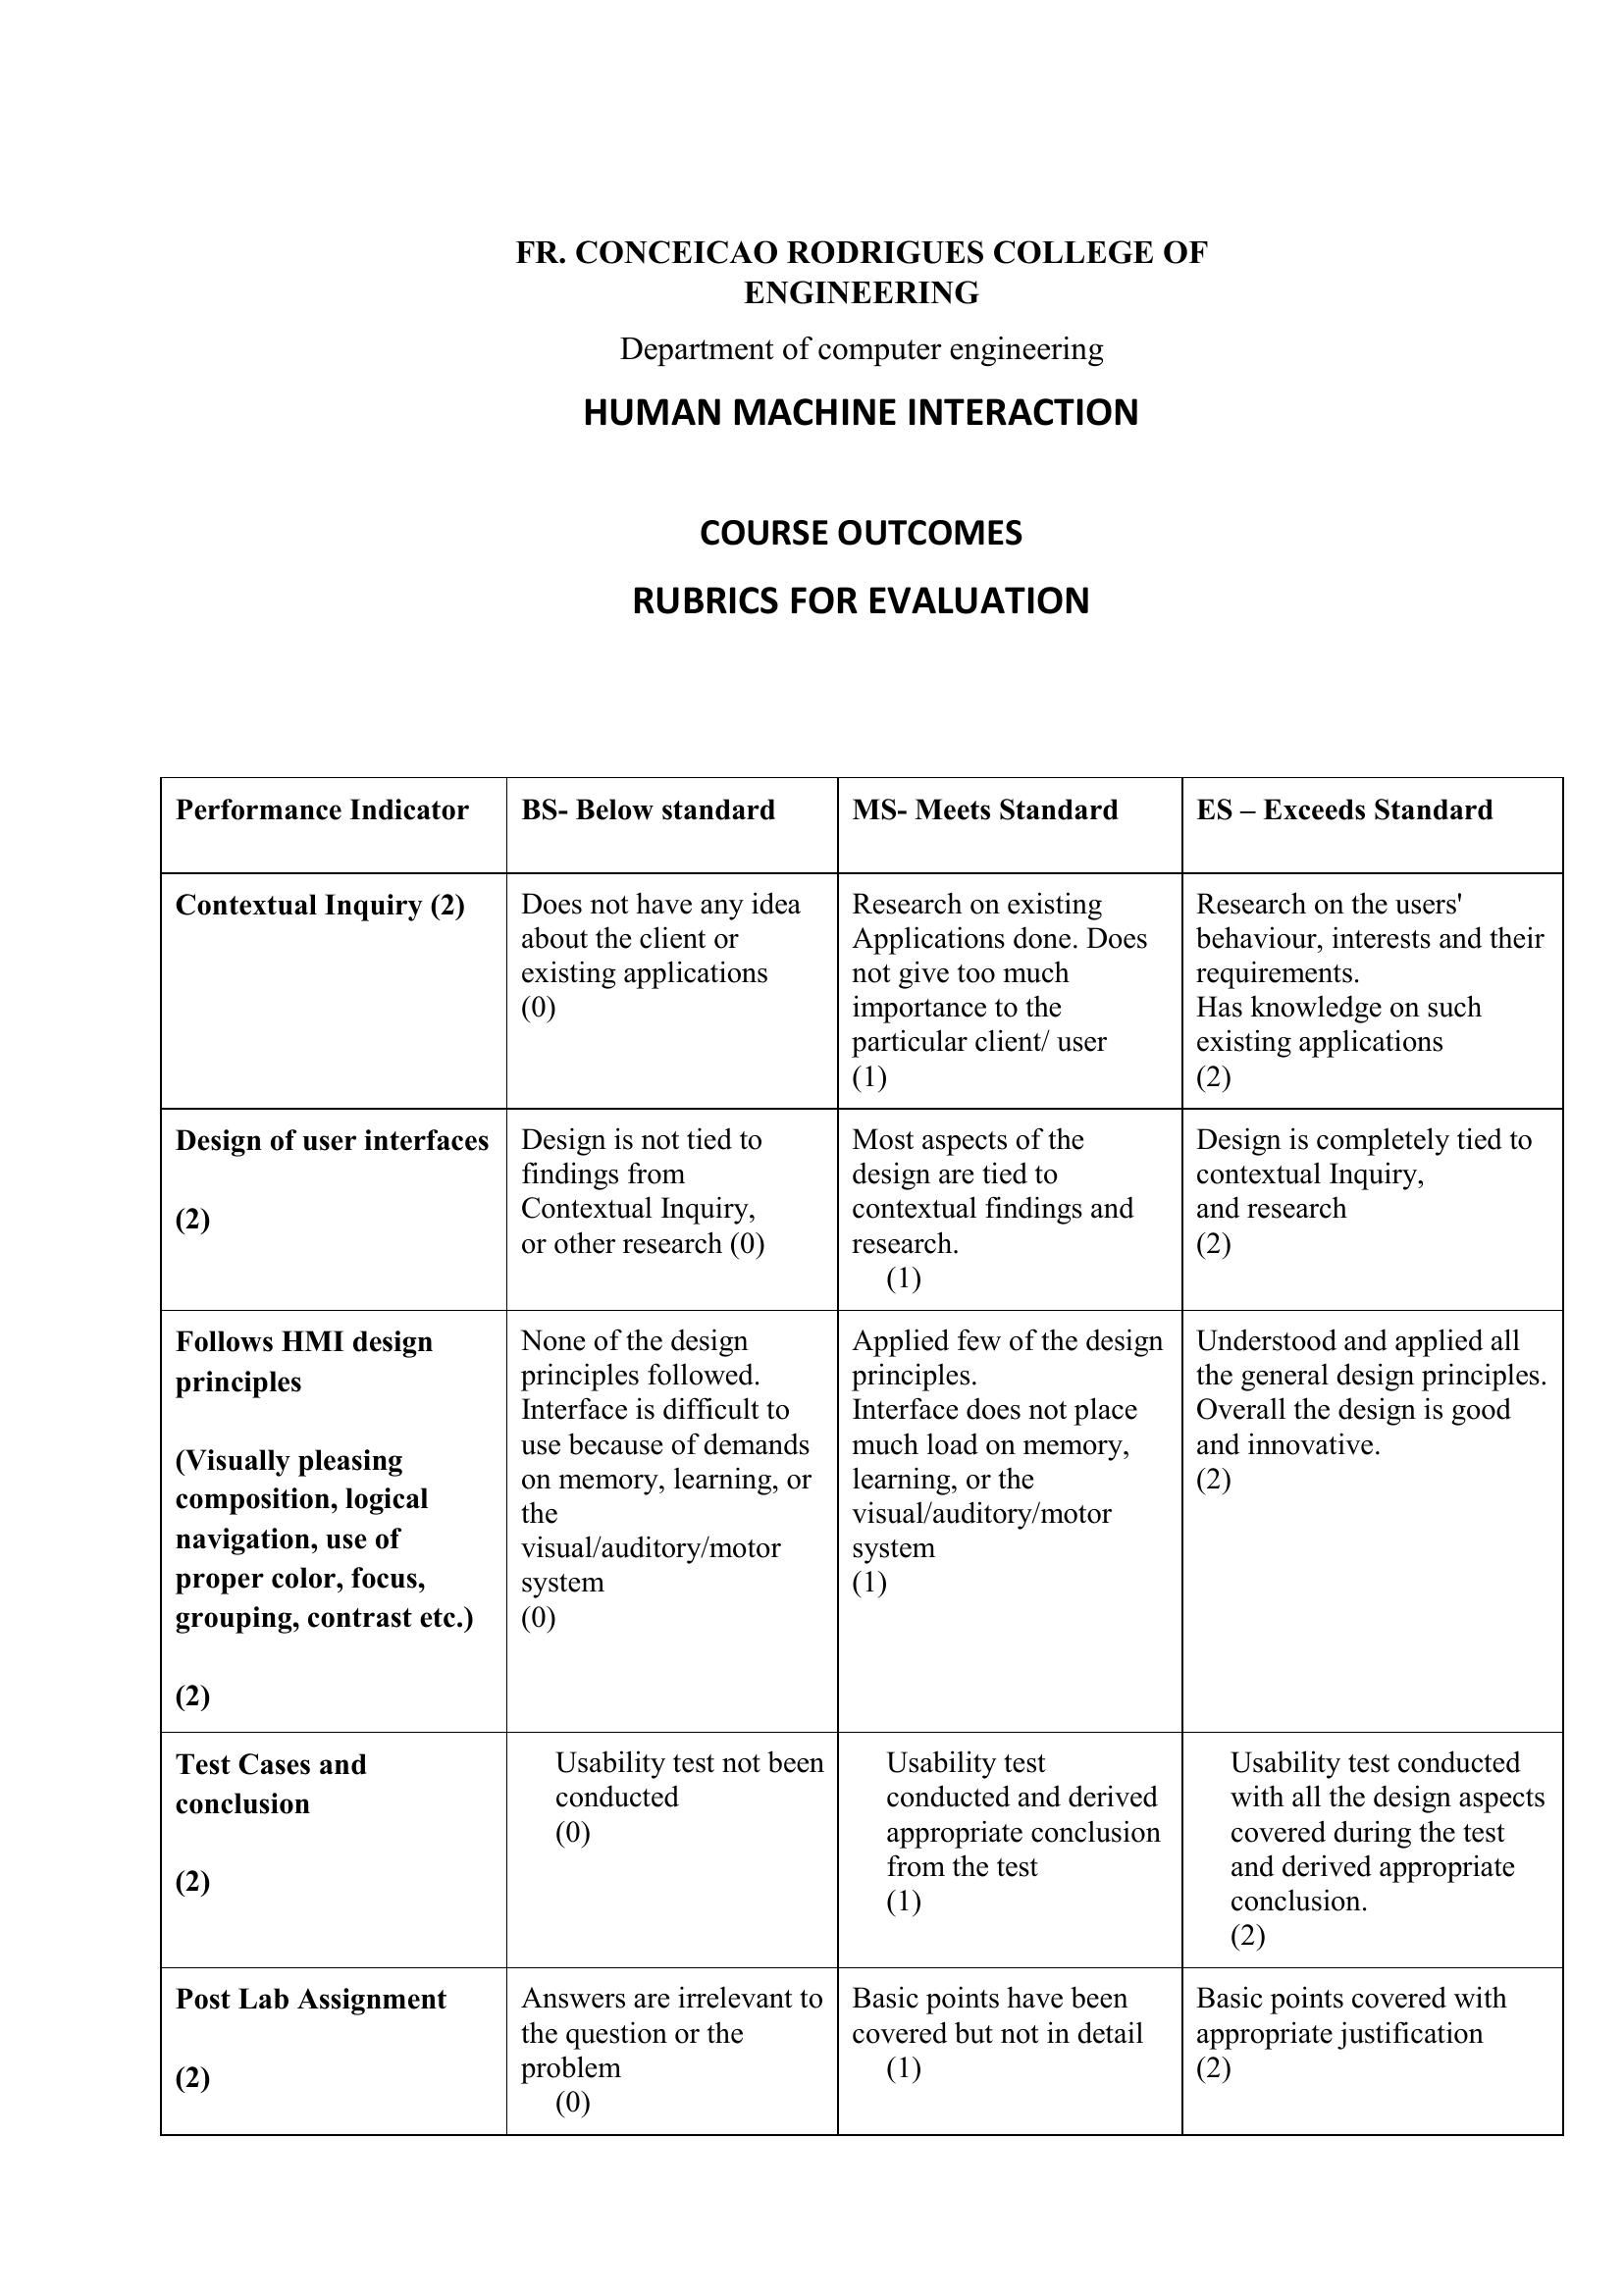 FR. CONCEICAO RODRIGUES COLLEGE OF
ENGINEERING
Department of computer engineering
HUMAN MACHINE INTERACTION
COURSE OUTCOMES
RUBRICS FOR EVALUATION
Performance Indicator
BS- Below standard
MS- Meets Standard
ES – Exceeds Standard
Contextual Inquiry (2)
Does not have any idea
about the client or
existing applications
(0)
Research on existing
Applications done. Does
not give too much
importance to the
particular client/ user
(1)
Research on the users'
behaviour, interests and their
requirements.
Has knowledge on such
existing applications
(2)
Design of user interfaces
(2)
Design is not tied to
findings from
Contextual Inquiry,
or other research (0)
Most aspects of the
design are tied to
contextual findings and
research.
(1)
Design is completely tied to
contextual Inquiry,
and research
(2)
Follows HMI design
principles
(Visually pleasing
composition, logical
navigation, use of
proper color, focus,
grouping, contrast etc.)
(2)
None of the design
principles followed.
Interface is difficult to
use because of demands
on memory, learning, or
the
visual/auditory/motor
system
(0)
Applied few of the design
principles.
Interface does not place
much load on memory,
learning, or the
visual/auditory/motor
system
(1)
Understood and applied all
the general design principles.
Overall the design is good
and innovative.
(2)
Test Cases and
conclusion
(2)
Usability test not been
conducted
(0)
Usability test
conducted and derived
appropriate conclusion
from the test
(1)
Usability test conducted
with all the design aspects
covered during the test
and derived appropriate
conclusion.
(2)
Post Lab Assignment
(2)
Answers are irrelevant to
the question or the
problem
(0)
Basic points have been
covered but not in detail
(1)
Basic points covered with
appropriate justification
(2)